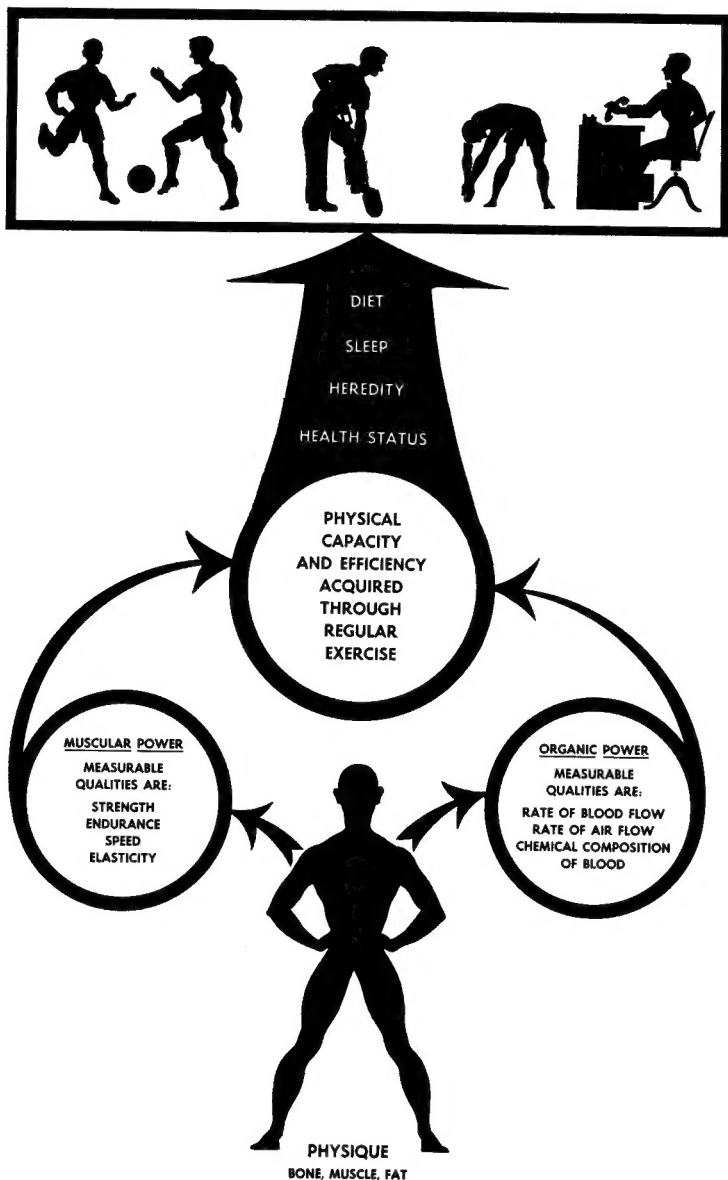 DIET
SLEEP
HEREDITY
HEALTH STATUS
PHYSICAL
CAPACITY
AND EFFICIENCY
ACQUIRED
THROUGH
REGULAR
EXERCISE
MUSCULAR POWER
MEASURABLE
QUALITIES ARE:
STRENGTH
ENDURANCE
SPEED
ELASTICITY
ORGANIC POWER
MEASURABLE
QUALITIES ARE:
RATE OF BLOOD FLOW
RATE OF AIR FLOW
CHEMICAL COMPOSITION
OF BLOOD
PHYSIQUE
BONE, MUSCLE, FAT